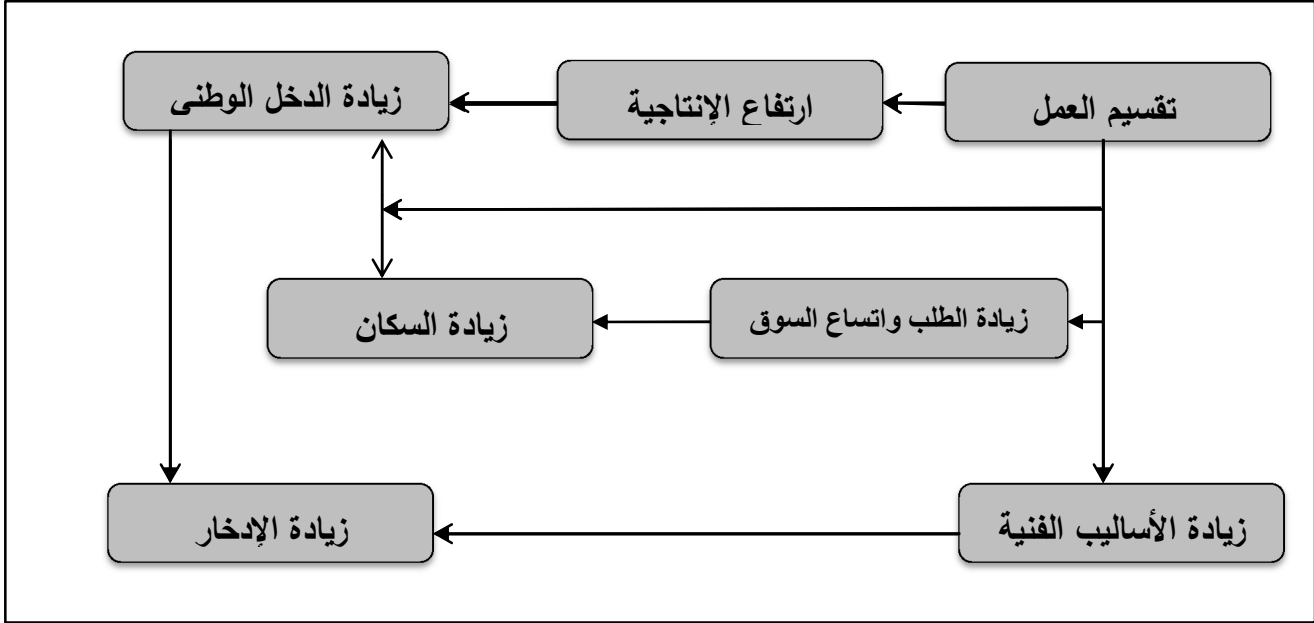 تقسيم العمل
ارتفاع الإنتاجية
زيادة الدخل الوطنى
زيادة الطلب واتساع السوق
زيادة السكان
زيادة الأساليب الفنية
زيادة الإدخار